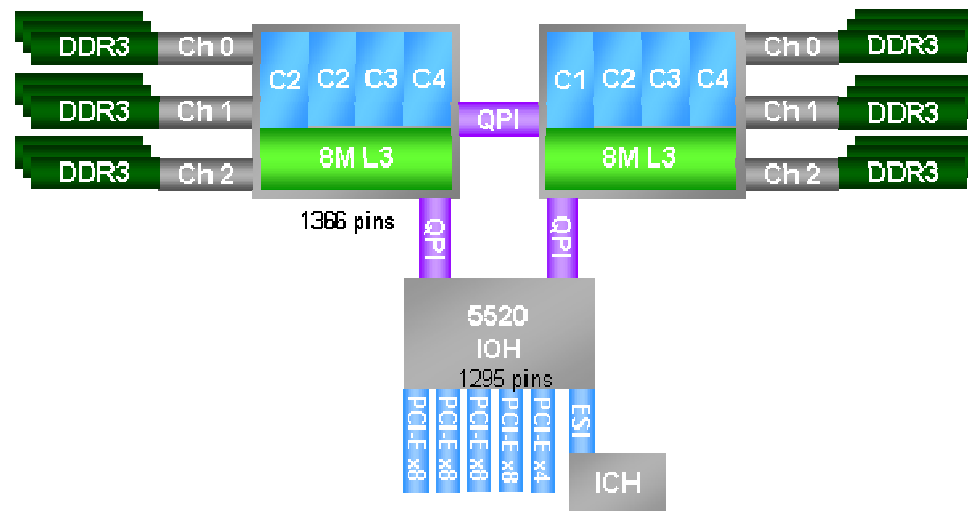 DDR3 Ch 0 C2 C2 C3 C4 8M L3
DDR3 Ch 1
DDR3 Ch 2
QPI
C1 C2 C3 C4 8M L3 Ch 0 DDR3
Ch 1 DDR3
Ch 2 DDR3
1366 pins
QPI
QPI
5520
IOH
1295 pins
PCI-E x8
PCI-E x8
PCI-E x8
PCI-E x8
PCI-E x4
ESI
ICH